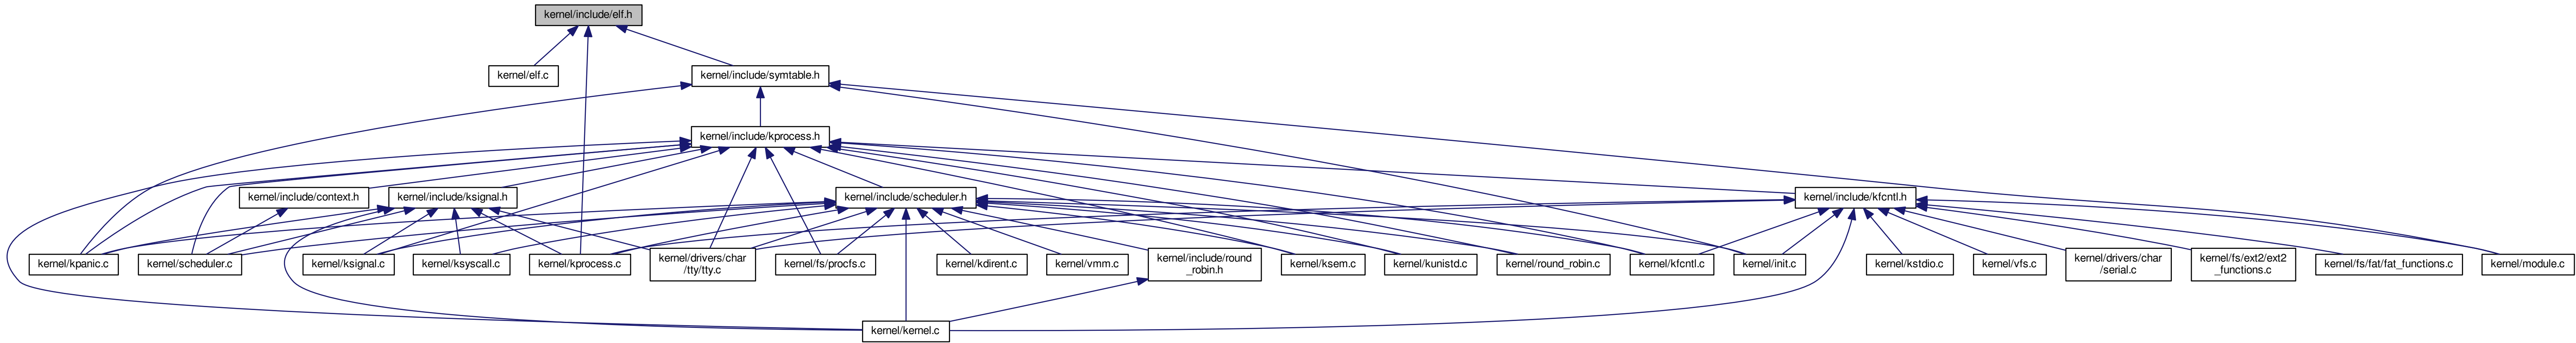 kernel/include/elf.h
kernel/elf.c
kernel/include/symtable.h
kernel/include/kprocess.h
kernel/include/context.h
kernel/include/ksignal.h
kernel/include/scheduler.h
kernel/include/kfcntl.h
kernel/kpanic.c
kernel/scheduler.c
kernel/ksignal.c
kernel/ksyscall.c
kernel/kprocess.c
kernel/drivers/char
/tty/tty.c
kernel/fs/procfs.c
kernel/kdirent.c
kernel/vmm.c
kernel/include/round
_robin.h
kernel/ksem.c
kernel/kunistd.c
kernel/round_robin.c
kernel/kfcntl.c
kernel/init.c
kernel/kstdio.c
kernel/vfs.c
kernel/drivers/char
/serial.c
kernel/fs/ext2/ext2
_functions.c
kernel/fs/fat/fat_functions.c
kernel/module.c
kernel/kernel.c